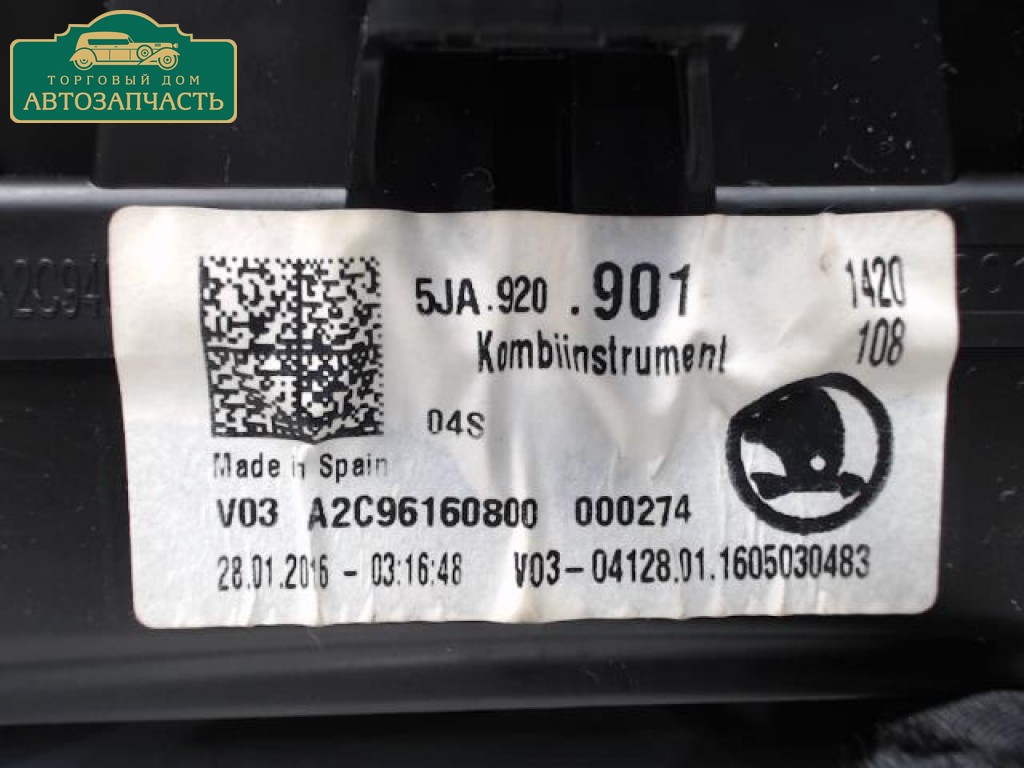 ТОРГОВЫЙ ДОМ
АВТОЗАПЧАСТЬ
A2C94
5JA.920.901
1420
Kombiinstrument
108
04S
Made in Spain
V03 A2C96160800 000274
28.01.2016 - 03:16:48 V03-04128.01.1605030483